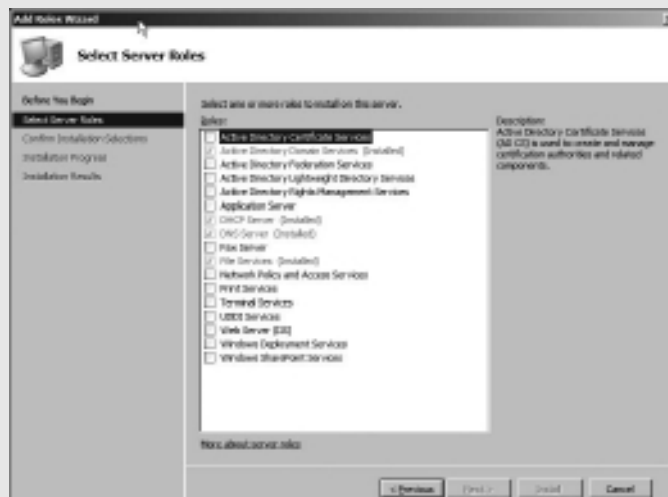 Add Roles Wizard
Select Server Roles
Before You Begin
Server Roles
Confirm Installation Selections
Installation Progress
Installation Results
Select one or more roles to install on this server.
Roles:
Active Directory Certificate Services
Active Directory Domain Services (Installed)
Active Directory Federation Services
Active Directory Lightweight Directory Services
Active Directory Rights Management Services
Application Server
DHCP Server (Installed)
DNS Server (Installed)
Fax Server
File Services (Installed)
Network Policy and Access Services
Print Services
Terminal Services
UDDI Services
Web Server (IIS)
Windows Deployment Services
Windows SharePoint Services
Description:
Active Directory Certificate Services
(AD CS) is used to create and manage
certification authorities and related
components.
More about server roles
< Previous
Next >
Install
Cancel